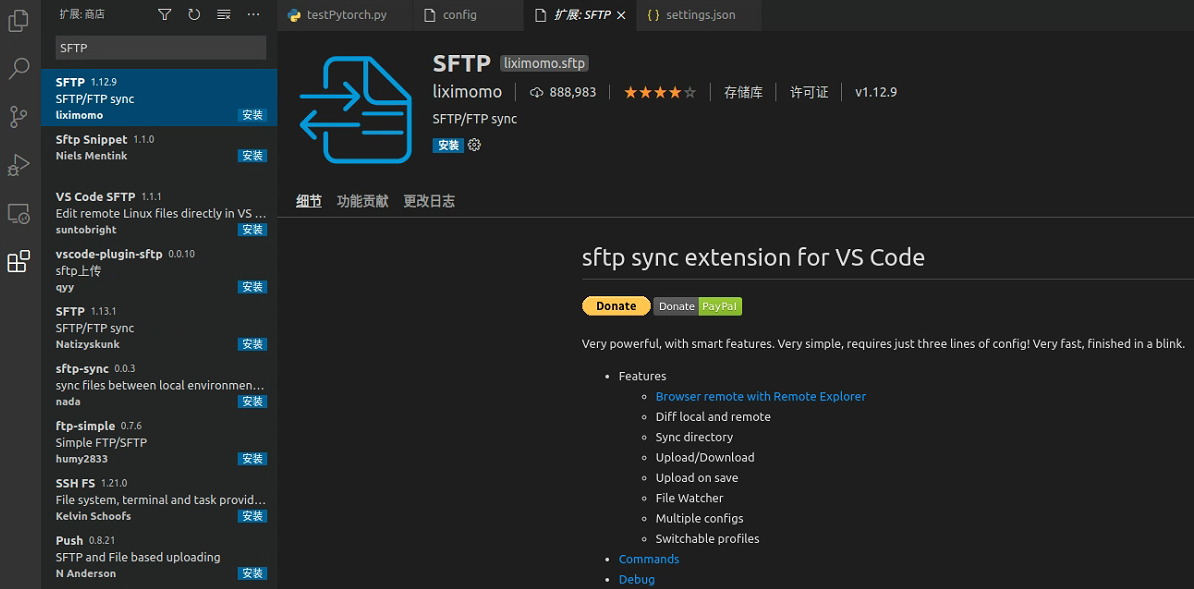 扩展: 商店
SFTP
SFTP 1.12.9
SFTP/FTP sync
liximomo 安装
Sftp Snippet 1.1.0
Niels Mentink 安装
VS Code SFTP 1.1.1
Edit remote Linux files directly in VS ...
suntobright 安装
vscode-plugin-sftp 0.0.10
sftp上传
qyy 安装
SFTP 1.13.1
SFTP/FTP sync
Natizyskunk 安装
sftp-sync 0.0.3
sync files between local environmen...
nada 安装
ftp-simple 0.7.6
Simple FTP/SFTP
humy2833 安装
SSH FS 1.21.0
File system, terminal and task provid...
Kelvin Schoofs 安装
Push 0.8.21
SFTP and File based uploading
N Anderson 安装
testPytorch.py config 扩展: SFTP settings.json
SFTP liximomo.sftp
liximomo 888,983 存储库 许可证 v1.12.9
SFTP/FTP sync
安装
细节 功能贡献 更改日志
sftp sync extension for VS Code
Donate Donate PayPal
Very powerful, with smart features. Very simple, requires just three lines of config! Very fast, finished in a blink.
Features
Browser remote with Remote Explorer
Diff local and remote
Sync directory
Upload/Download
Upload on save
File Watcher
Multiple configs
Switchable profiles
Commands
Debug